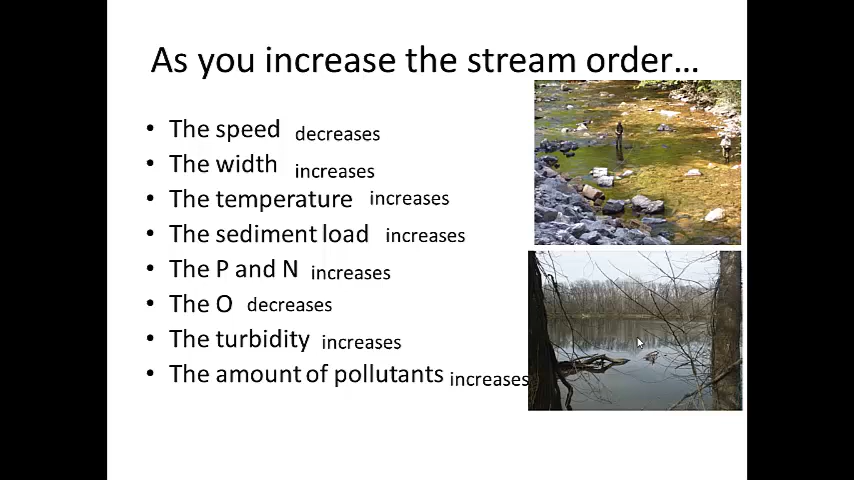 As you increase the stream order…
• The speed decreases
• The width increases
• The temperature increases
• The sediment load increases
• The P and N increases
• The O decreases
• The turbidity increases
• The amount of pollutants increases